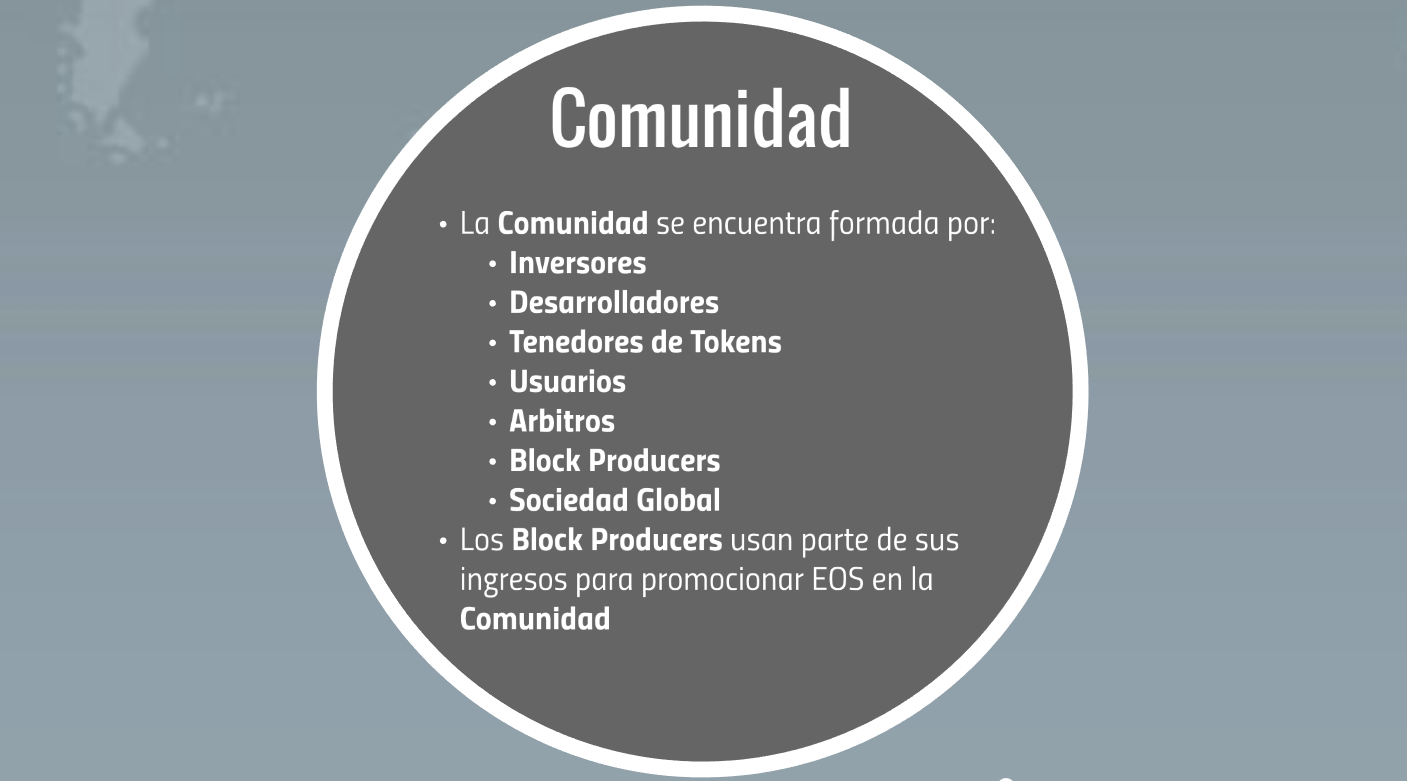 Comunidad
• La Comunidad se encuentra formada por:
• Inversores
• Desarrolladores
• Tenedores de Tokens
• Usuarios
• Arbitros
• Block Producers
• Sociedad Global
• Los Block Producers usan parte de sus
ingresos para promocionar EOS en la
Comunidad